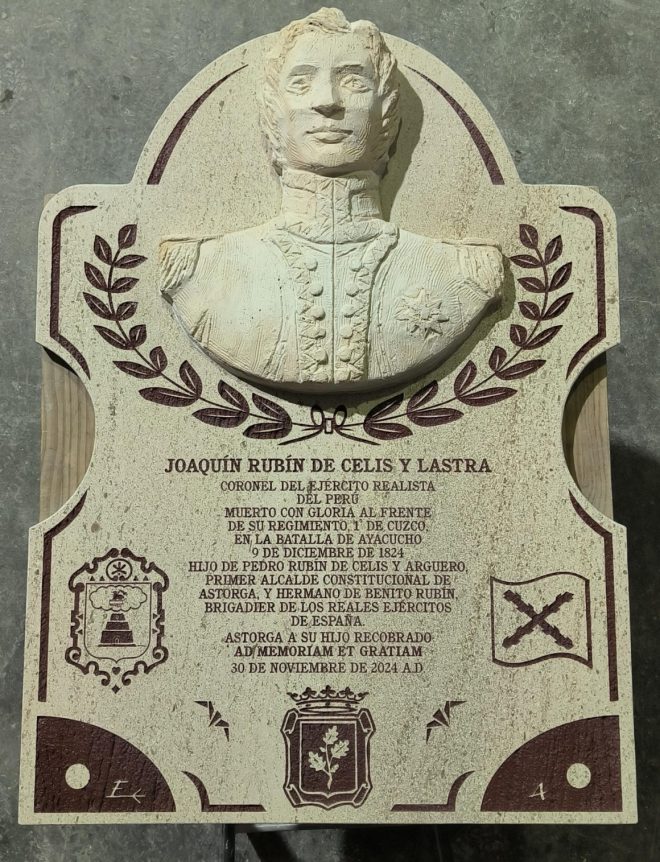 JOAQUÍN RUBÍN DE CELIS Y LASTRA
CORONEL DEL EJÉRCITO REALISTA
DEL PERÚ
MUERTO CON GLORIA AL FRENTE
DE SU REGIMIENTO, 1º DE CUZCO,
EN LA BATALLA DE AYACUCHO
9 DE DICIEMBRE DE 1824
HIJO DE PEDRO RUBÍN DE CELIS Y ARGUERO,
PRIMER ALCALDE CONSTITUCIONAL DE
ASTORGA, Y HERMANO DE BENITO RUBÍN,
BRIGADIER DE LOS REALES EJÉRCITOS
DE ESPAÑA.
ASTORGA A SU HIJO RECOBRADO
AD MEMORIAM ET GRATIAM
30 DE NOVIEMBRE DE 2024 A.D
E
A